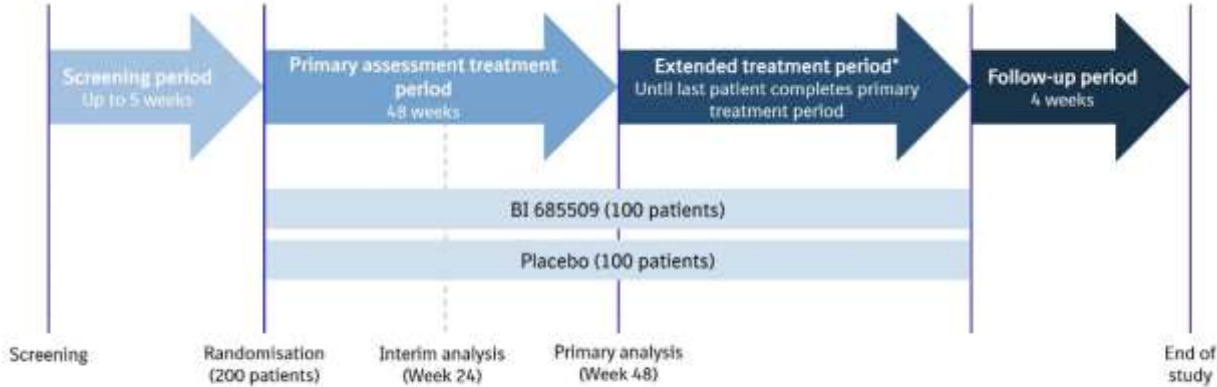 Screening period
Up to 5 weeks
Primary assessment treatment
period
48 weeks
Extended treatment period*
Until last patient completes primary
treatment period
Follow-up period
4 weeks
BI 685509 (100 patients)
Placebo (100 patients)
Screening
Randomisation
(200 patients)
Interim analysis
(Week 24)
Primary analysis
(Week 48)
End of
study